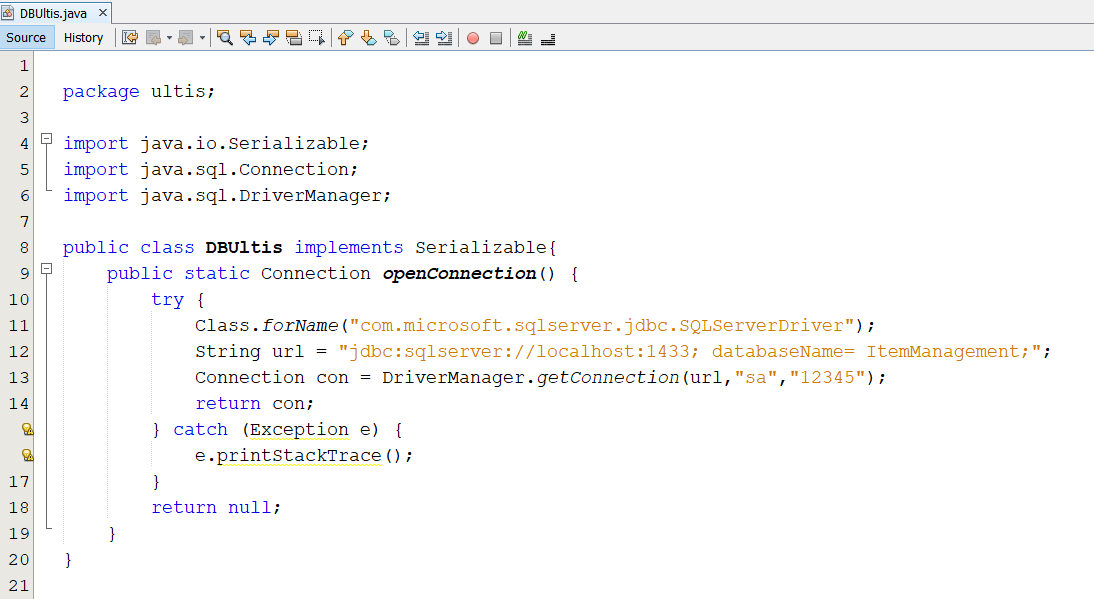 DBUltis.java
Source History
1
2 package ultis;
3
4 import java.io.Serializable;
5 import java.sql.Connection;
6 import java.sql.DriverManager;
7
8 public class DBUltis implements Serializable{
9     public static Connection openConnection() {
10         try {
11             Class.forName("com.microsoft.sqlserver.jdbc.SQLServerDriver");
12             String url = "jdbc:sqlserver://localhost:1433; databaseName= ItemManagement;";
13             Connection con = DriverManager.getConnection(url,"sa","12345");
14             return con;
        } catch (Exception e) {
            e.printStackTrace();
17         }
18         return null;
19     }
20 }
21